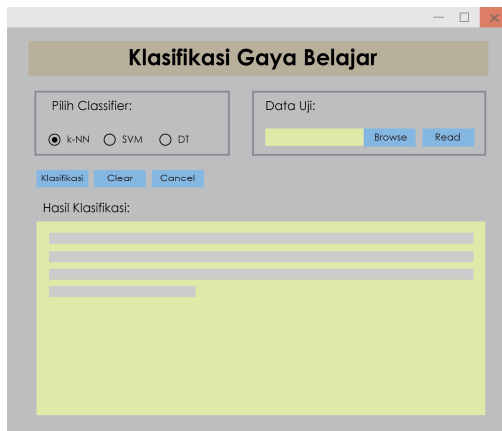 Klasifikasi Gaya Belajar
Pilih Classifier:
k-NN SVM DT
Data Uji:
Browse Read
Klasifikasi Clear Cancel
Hasil Klasifikasi: